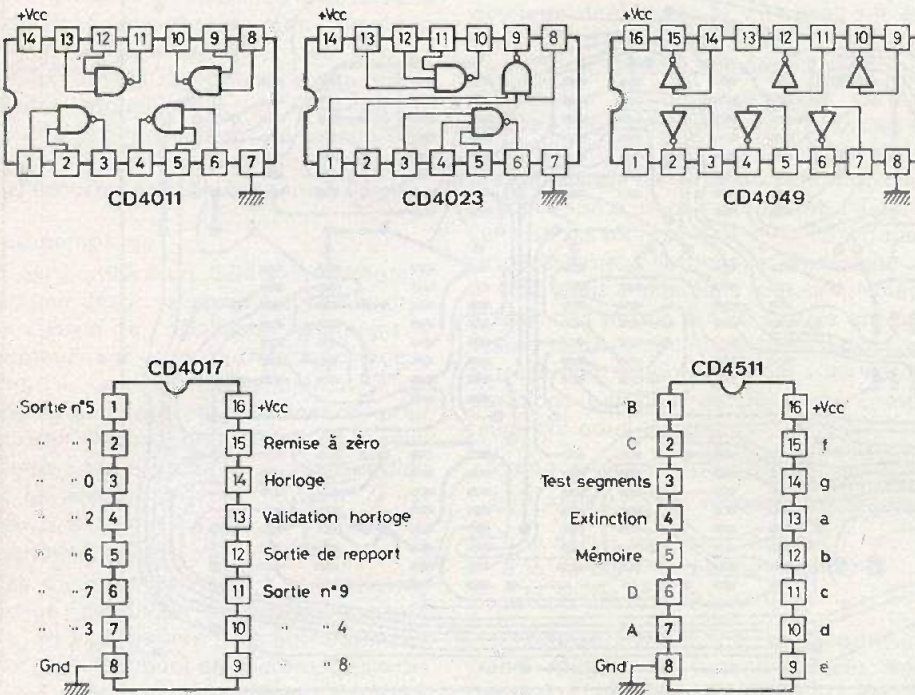 +Vcc +Vcc +Vcc
14 13 12 11 10 9 8
1 2 3 4 5 6 7
CD4011
14 13 12 11 10 9 8
1 2 3 4 5 6 7
CD4023
16 15 14 13 12 11 10 9
1 2 3 4 5 6 7 8
CD4049
CD4017
Sortie n°5 1 16 +Vcc
" " 1 2 15 Remise à zéro
" " 0 3 14 Horloge
" " 2 4 13 Validation horloge
" " 6 5 12 Sortie de repport
" " 7 6 11 Sortie n°9
" " 3 7 10 " " 4
Gnd 8 9 " 8
CD4511
B 1 16 +Vcc
C 2 15 f
Test segments 3 14 g
Extinction 4 13 a
Mémoire 5 12 b
D 6 11 c
A 7 10 d
Gnd 8 9 e